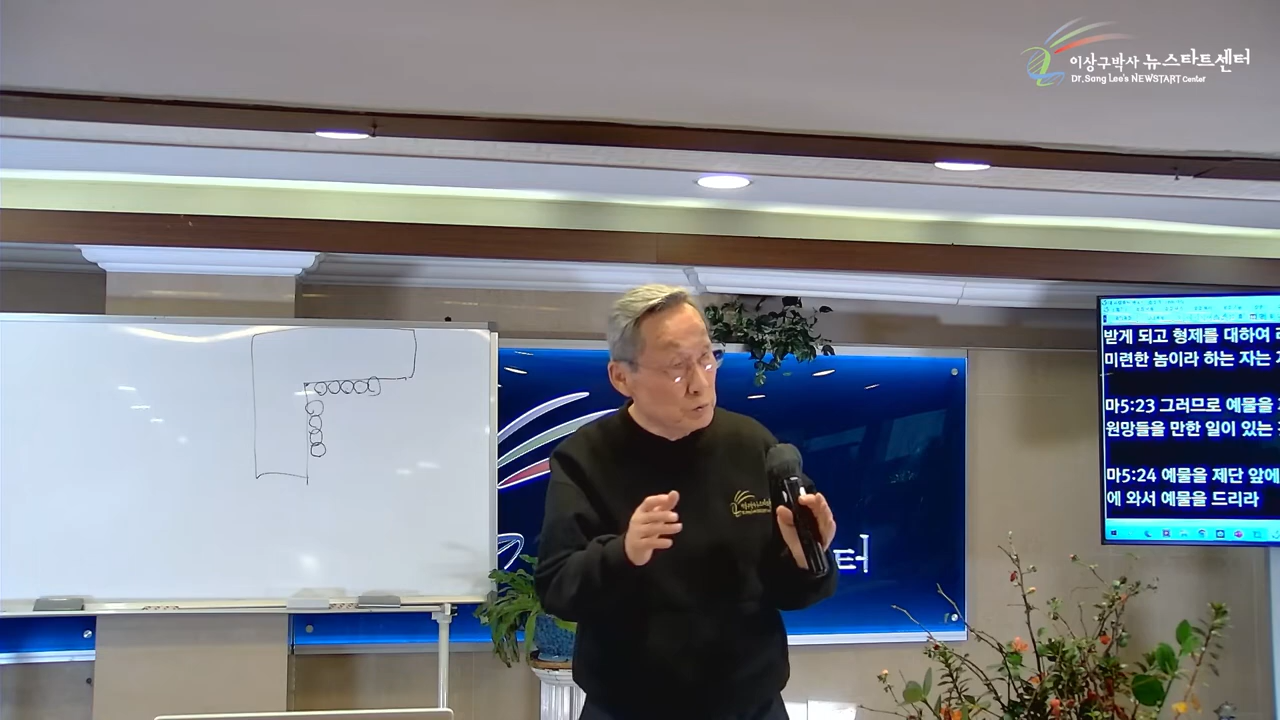 이상구박사 뉴스타트센터
Dr. Sang Lee's NEWSTART Center
받게 되고 형제를 대하여
미련한 놈이라 하는 자는
마5:23 그러므로 예물을
원망들을 만한 일이 있는
마5:24 예물을 제단 앞에
에 와서 예물을 드리라
터